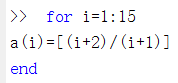 >> for i=1:15
a(i)=[(i+2)/(i+1)]
end